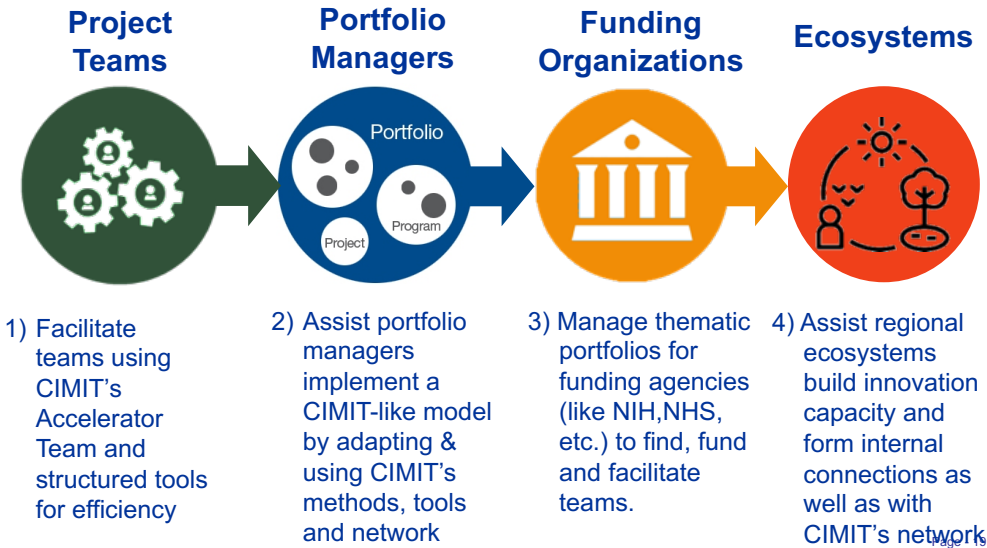 Project
Teams
Portfolio
Managers
Funding
Organizations
Ecosystems
Portfolio
Program
Project
1) Facilitate
teams using
CIMIT's
Accelerator
Team and
structured tools
for efficiency
2) Assist portfolio
managers
implement a
CIMIT-like model
by adapting &
using CIMIT's
methods, tools
and network
3) Manage thematic
portfolios for
funding agencies
(like NIH,NHS,
etc.) to find, fund
and facilitate
teams.
4) Assist regional
ecosystems
build innovation
capacity and
form internal
connections as
well as with
CIMIT's network
Page - 19